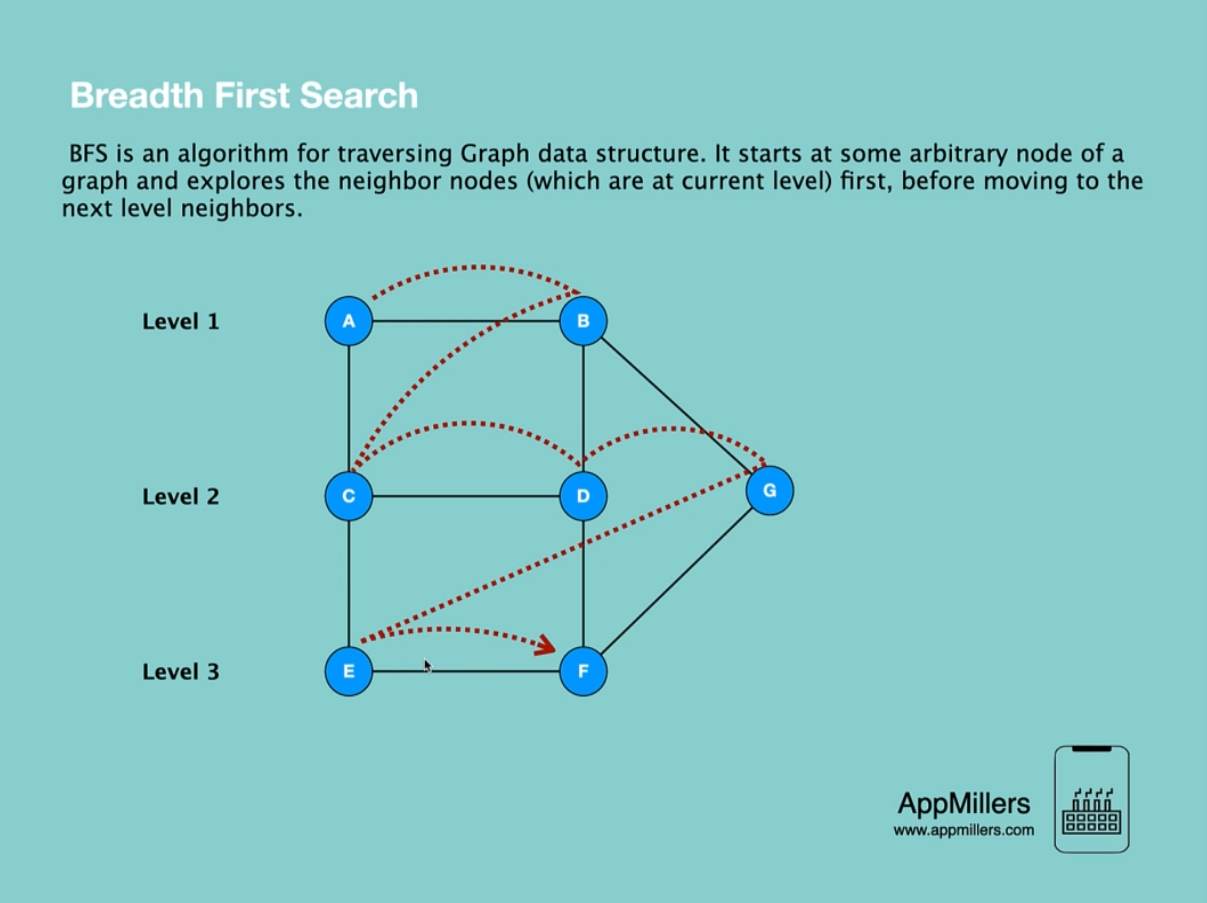 Breadth First Search
BFS is an algorithm for traversing Graph data structure. It starts at some arbitrary node of a
graph and explores the neighbor nodes (which are at current level) first, before moving to the
next level neighbors.
Level 1
A
B
Level 2
C
D
G
Level 3
E
F
AppMillers
www.appmillers.com